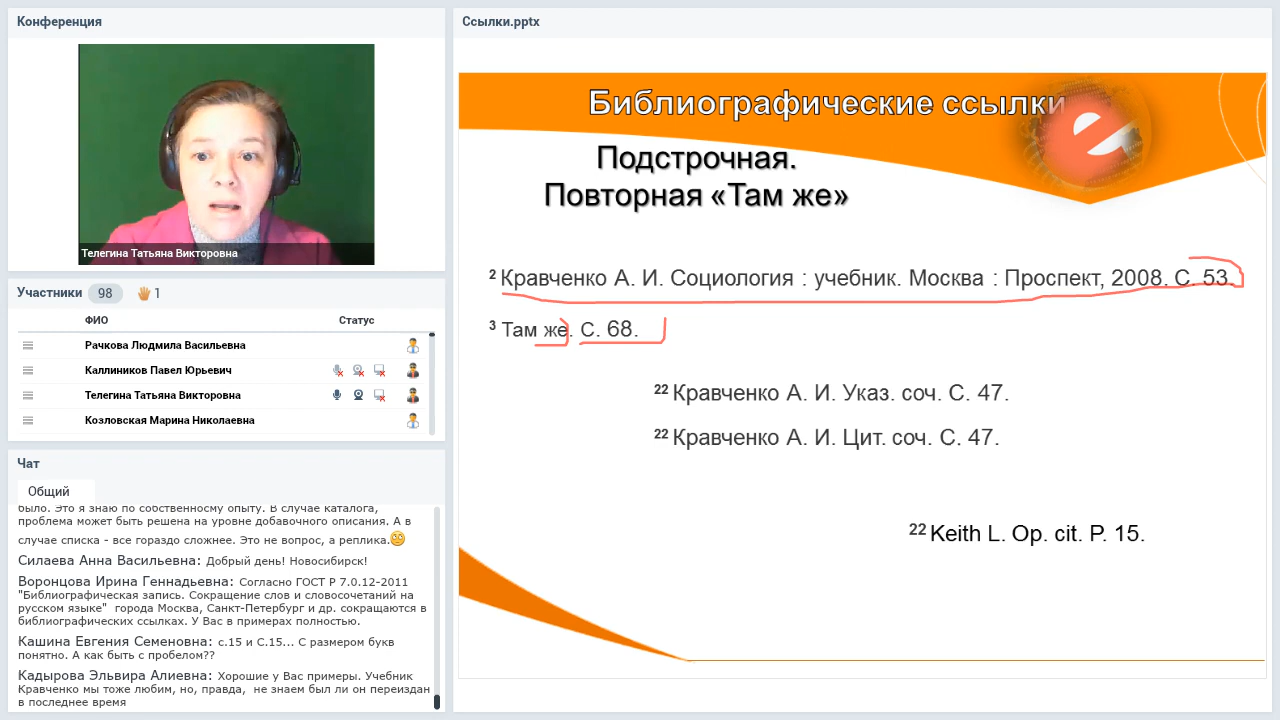 Конференция
Телегина Татьяна Викторовна
Участники 98 1
ФИО Статус
Рачкова Людмила Васильевна
Каллиников Павел Юрьевич
Телегина Татьяна Викторовна
Козловская Марина Николаевна
Чат
Общий
было. Это я знаю по собственносму опыту. В случае каталога,
проблема может быть решена на уровне добавочного описания. А в
случае списка - все гораздо сложнее. Это не вопрос, а реплика.
Силаева Анна Васильевна: Добрый день! Новосибирск!
Воронцова Ирина Геннадьевна: Согласно ГОСТ Р 7.0.12-2011
"Библиографическая запись. Сокращение слов и словосочетаний на
русском языке" города Москва, Санкт-Петербург и др. сокращаются в
библиографических ссылках. У Вас в примерах полностью.
Кашина Евгения Семеновна: с.15 и С.15... С размером букв
понятно. А как быть с пробелом??
Кадырова Эльвира Алиевна: Хорошие у Вас примеры. Учебник
Кравченко мы тоже любим, но, правда, не знаем был ли он переиздан
в последнее время
Ссылки.pptx
Библиографические ссылки
Подстрочная.
Повторная «Там же»
2 Кравченко А. И. Социология : учебник. Москва : Проспект, 2008. С. 53.
3 Там же. С. 68.
22 Кравченко А. И. Указ. соч. С. 47.
22 Кравченко А. И. Цит. соч. С. 47.
22 Keith L. Op. cit. P. 15.